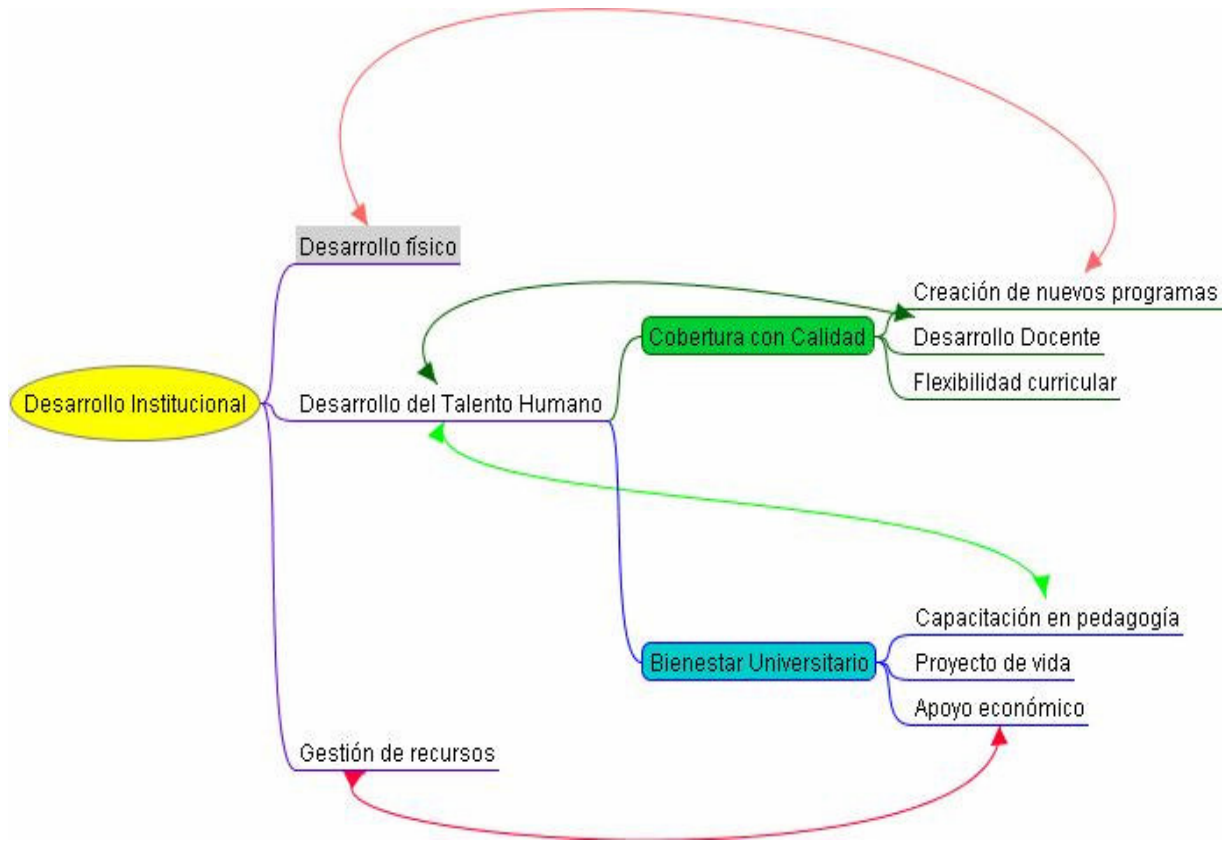 Desarrollo físico
Creación de nuevos programas
Cobertura con Calidad
Desarrollo Docente
Flexibilidad curricular
Desarrollo Institucional
Desarrollo del Talento Humano
Capacitación en pedagogía
Bienestar Universitario
Proyecto de vida
Apoyo económico
Gestión de recursos